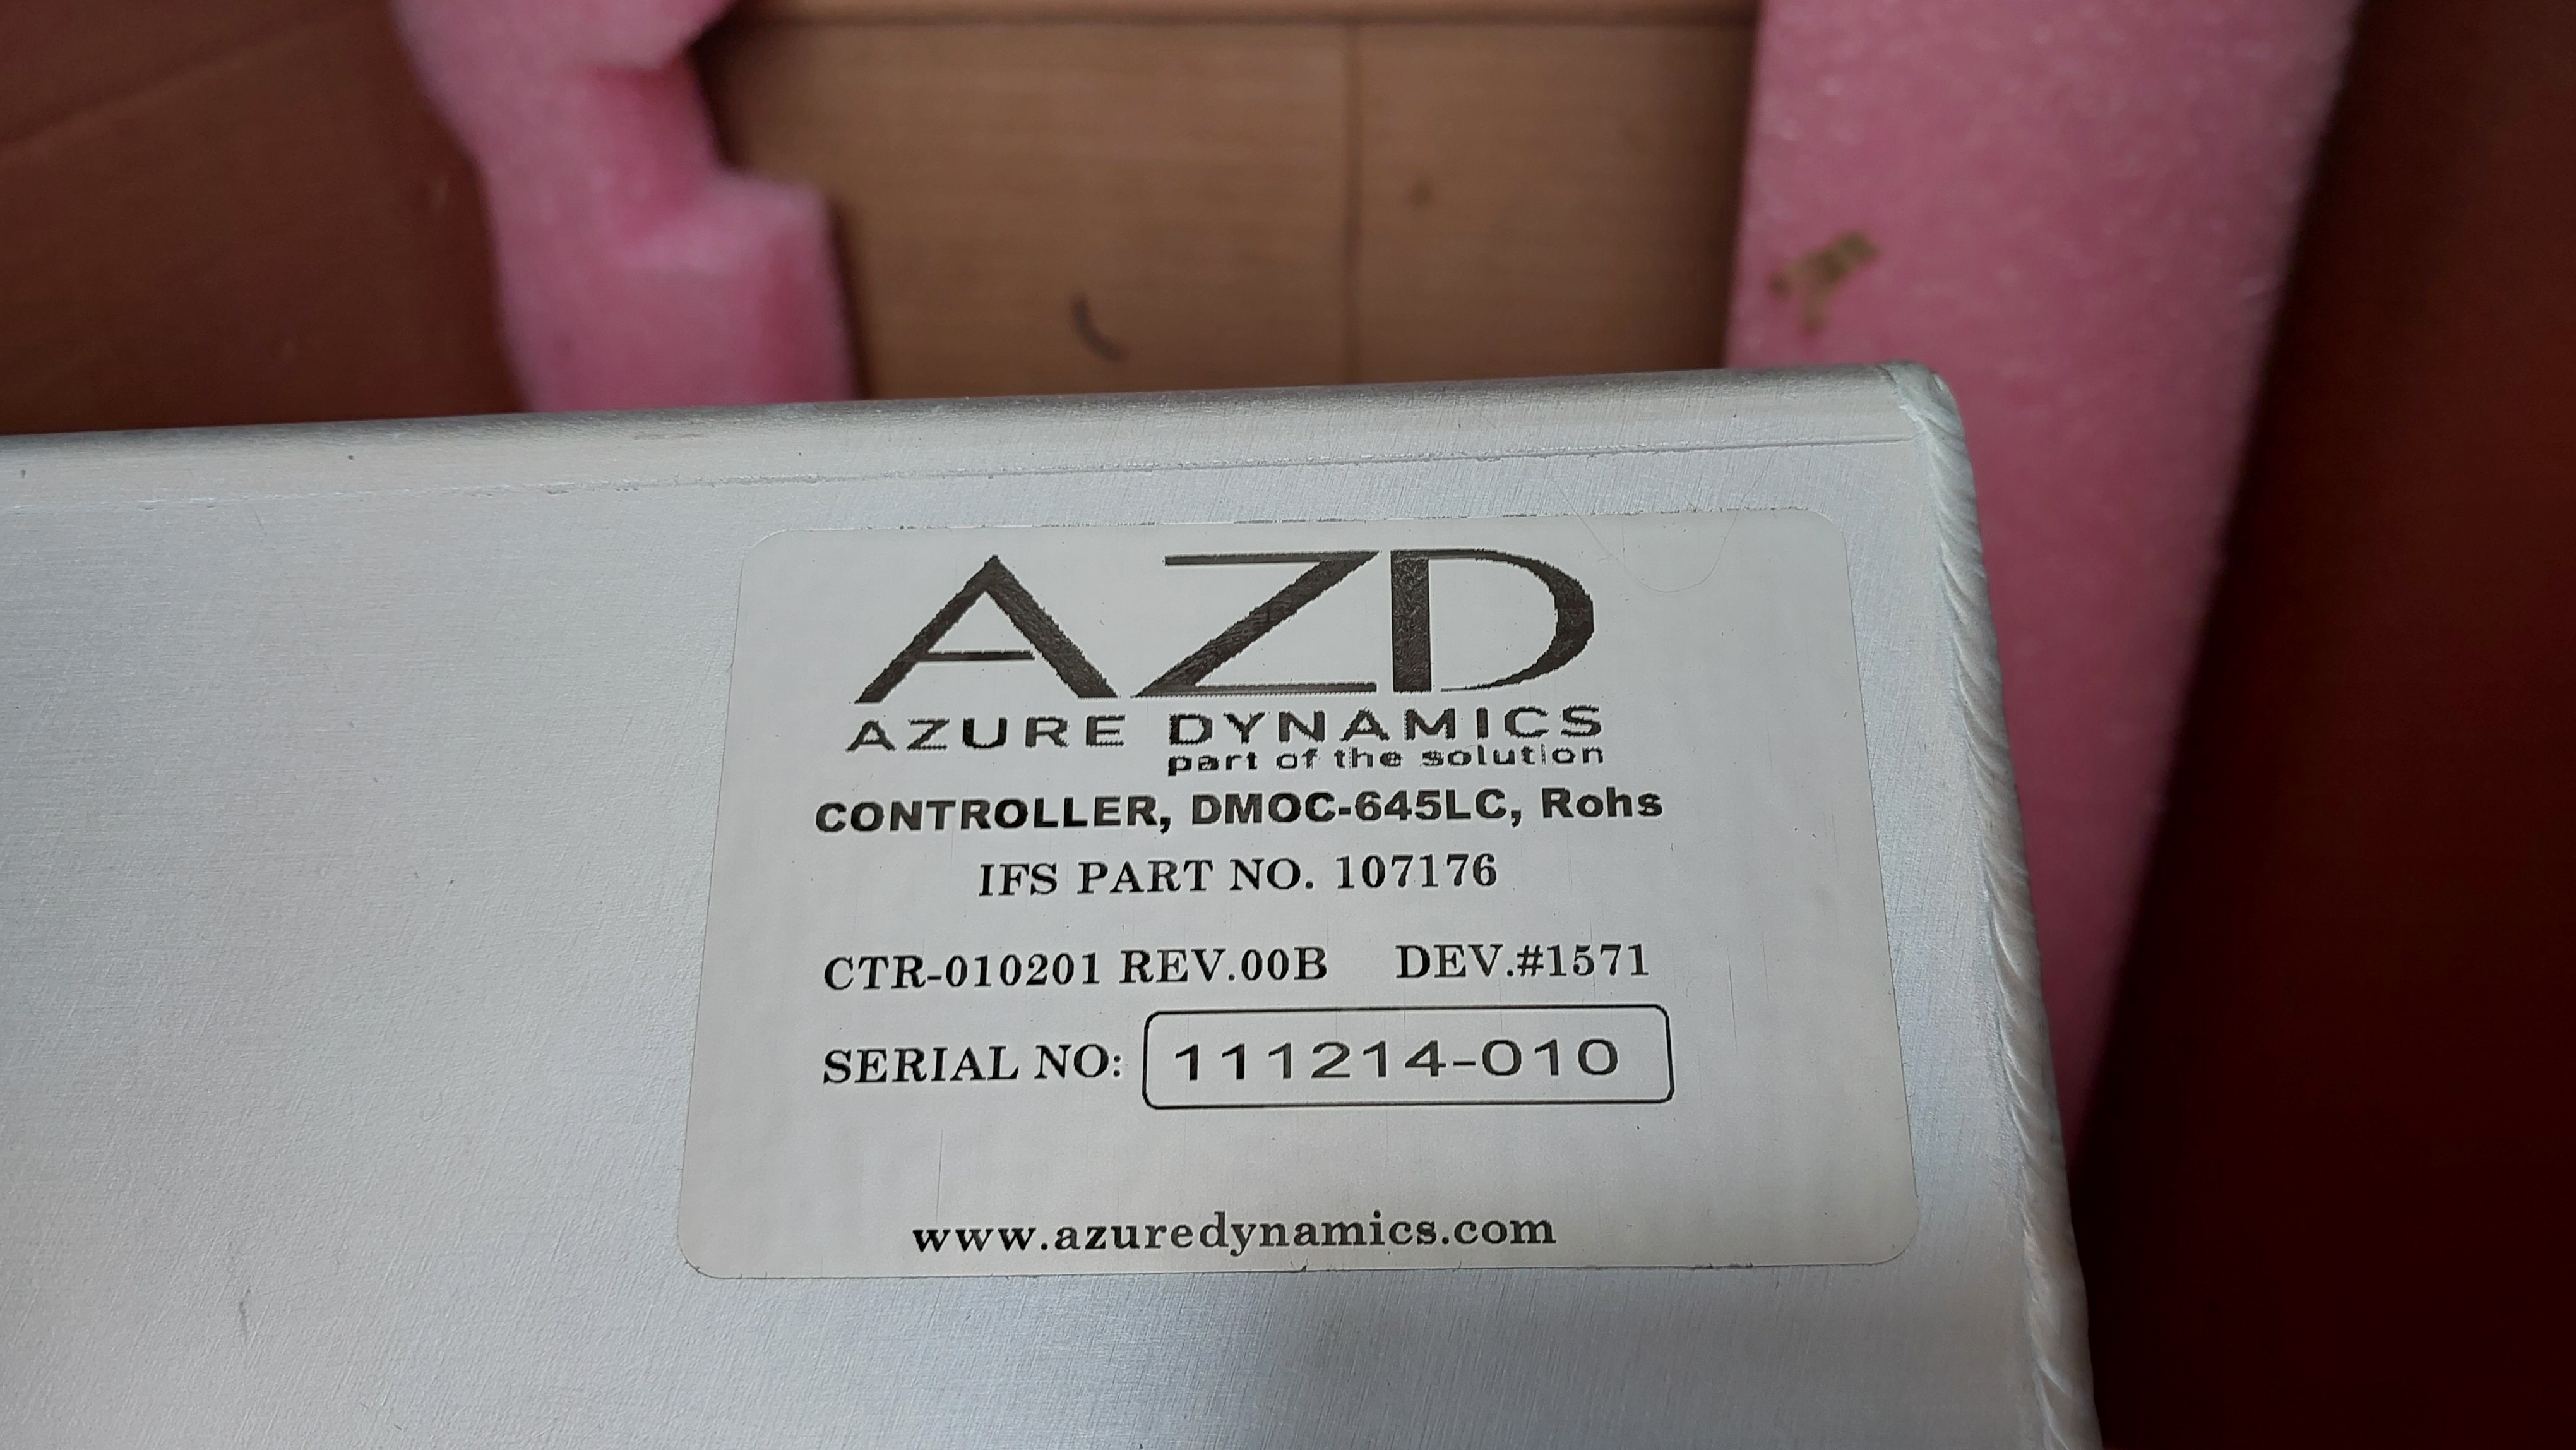 AZD
AZURE DYNAMICS
part of the solution
CONTROLLER, DMOC-645LC, Rohs
IFS PART NO. 107176
CTR-010201 REV.00B DEV.#1571
SERIAL NO: 111214-010
www.azuredynamics.com